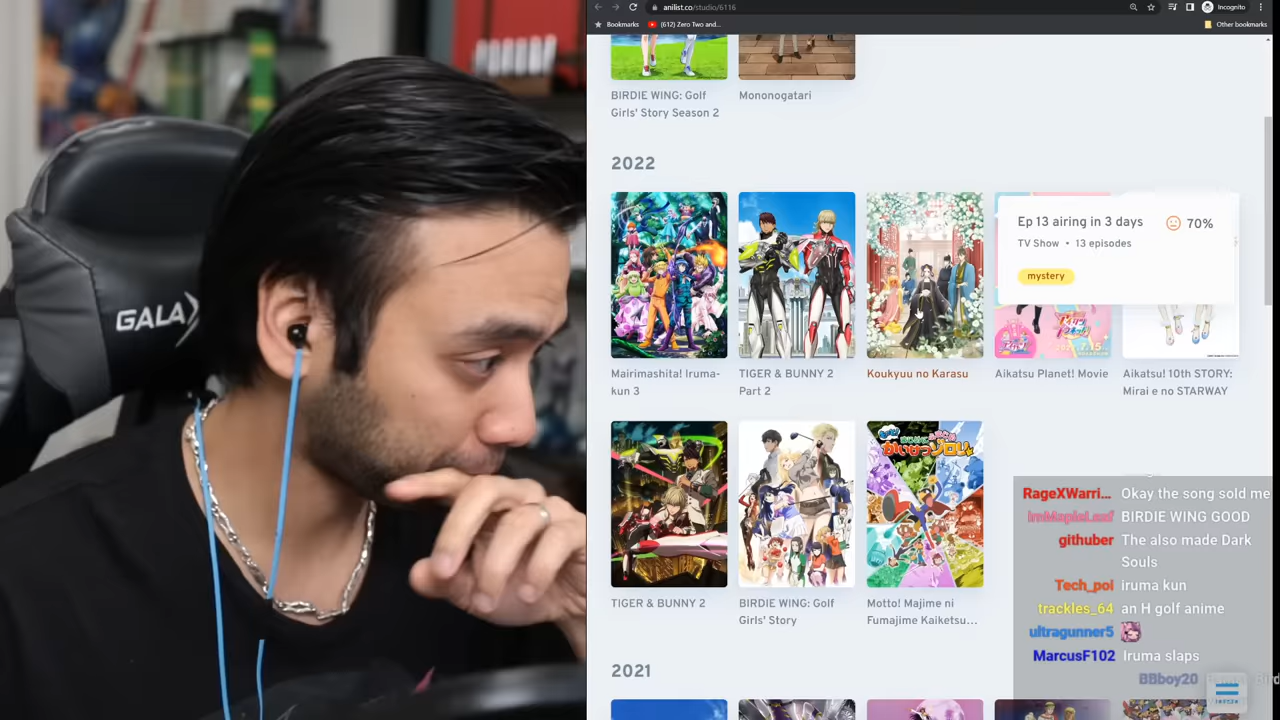 anilist.co/studio/6116
Incognito
Bookmarks
(612) Zero Two and...
Other bookmarks
BIRDIE WING: Golf
Girls' Story Season 2
Mononogatari
2022
Ep 13 airing in 3 days
70%
TV Show • 13 episodes
mystery
Mairimashita! Iruma-
kun 3
TIGER & BUNNY 2
Part 2
Koukyuu no Karasu
Aikatsu Planet! Movie
Aikatsu! 10th STORY:
Mirai e no STARWAY
TIGER & BUNNY 2
BIRDIE WING: Golf
Girls' Story
Motto! Majime ni
Fumajime Kaiketsu...
2021
RageXWarri... Okay the song sold me
BIRDIE WING GOOD
githuber The also made Dark
Souls
Tech_poi iruma kun
trackles_64 an H golf anime
ultragunner5
MarcusF102 Iruma slaps
BBboy20
GALAX